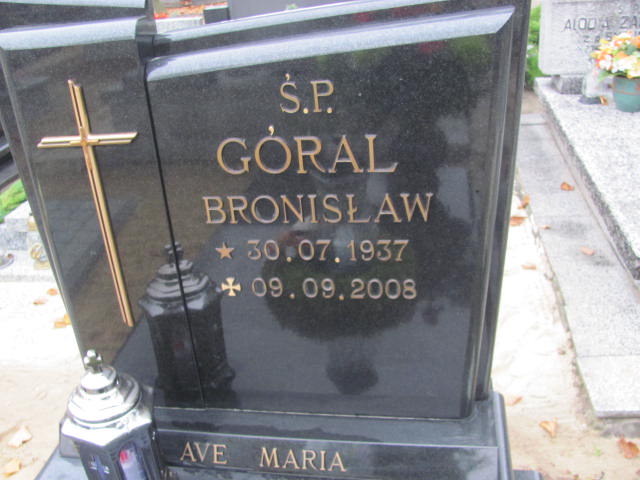 Ś.P.
GÓRAL
BRONISŁAW
★ 30.07.1937
✠ 09.09.2008
AVE MARIA